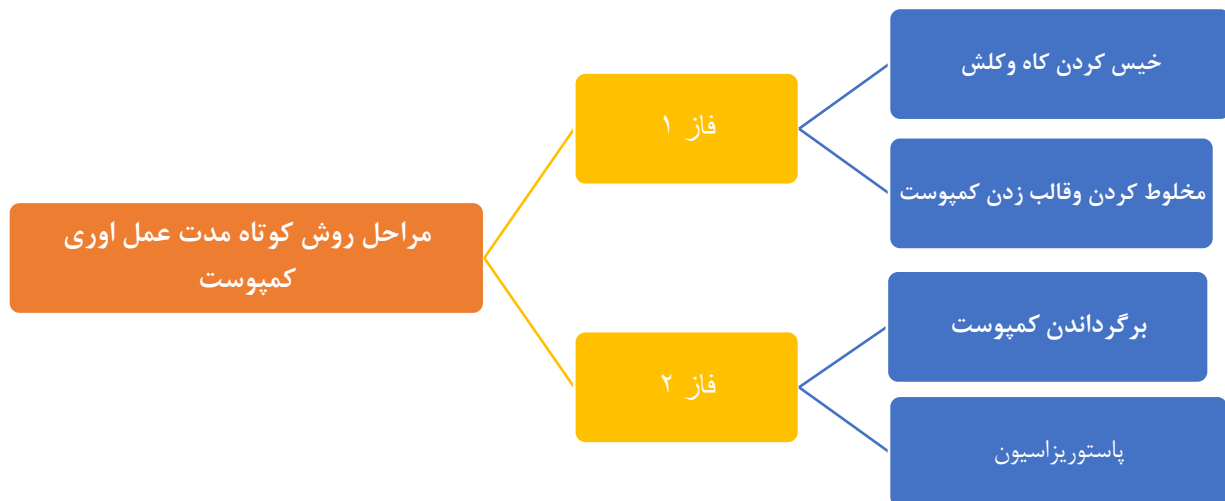 مراحل روش کوتاه مدت عمل اوری
کمپوست
فاز ۱
خیس کردن کاه وکلش
مخلوط کردن وقالب زدن کمپوست
فاز ۲
برگرداندن کمپوست
پاستوریزاسیون